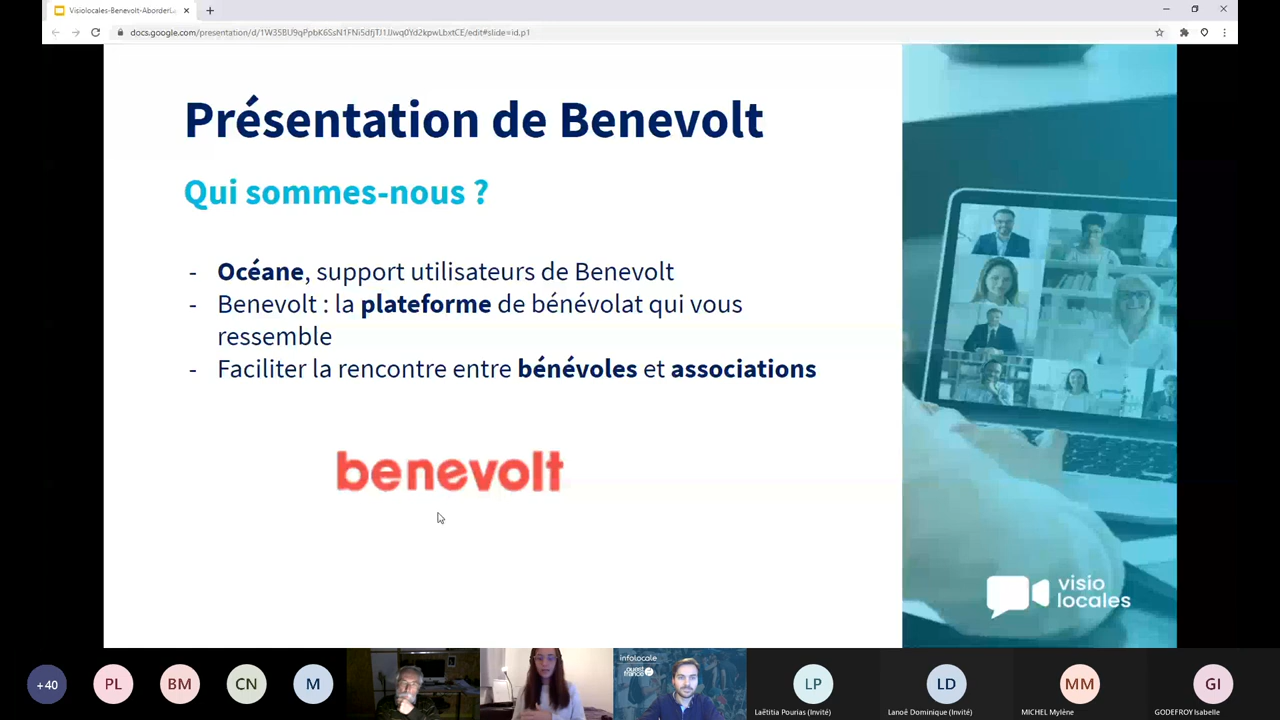 Visiolocales-Benevolt-AborderL
docs.google.com/presentation/d/1W35BU9qPpbK6SsN1FNi5dfjTJ1JJwq0Yd2kpwLbxtCE/edit#slide=id.p1
Présentation de Benevolt
Qui sommes-nous ?
- Océane, support utilisateurs de Benevolt
- Benevolt : la plateforme de bénévolat qui vous
ressemble
- Faciliter la rencontre entre bénévoles et associations
benevolt
visio
locales
+40
PL
BM
CN
M
infolocale
ouest
france
LP
Laëtitia Pourias (Invité)
LD
Lanoë Dominique (Invité)
MM
MICHEL Mylène
GI
GODEFROY Isabelle